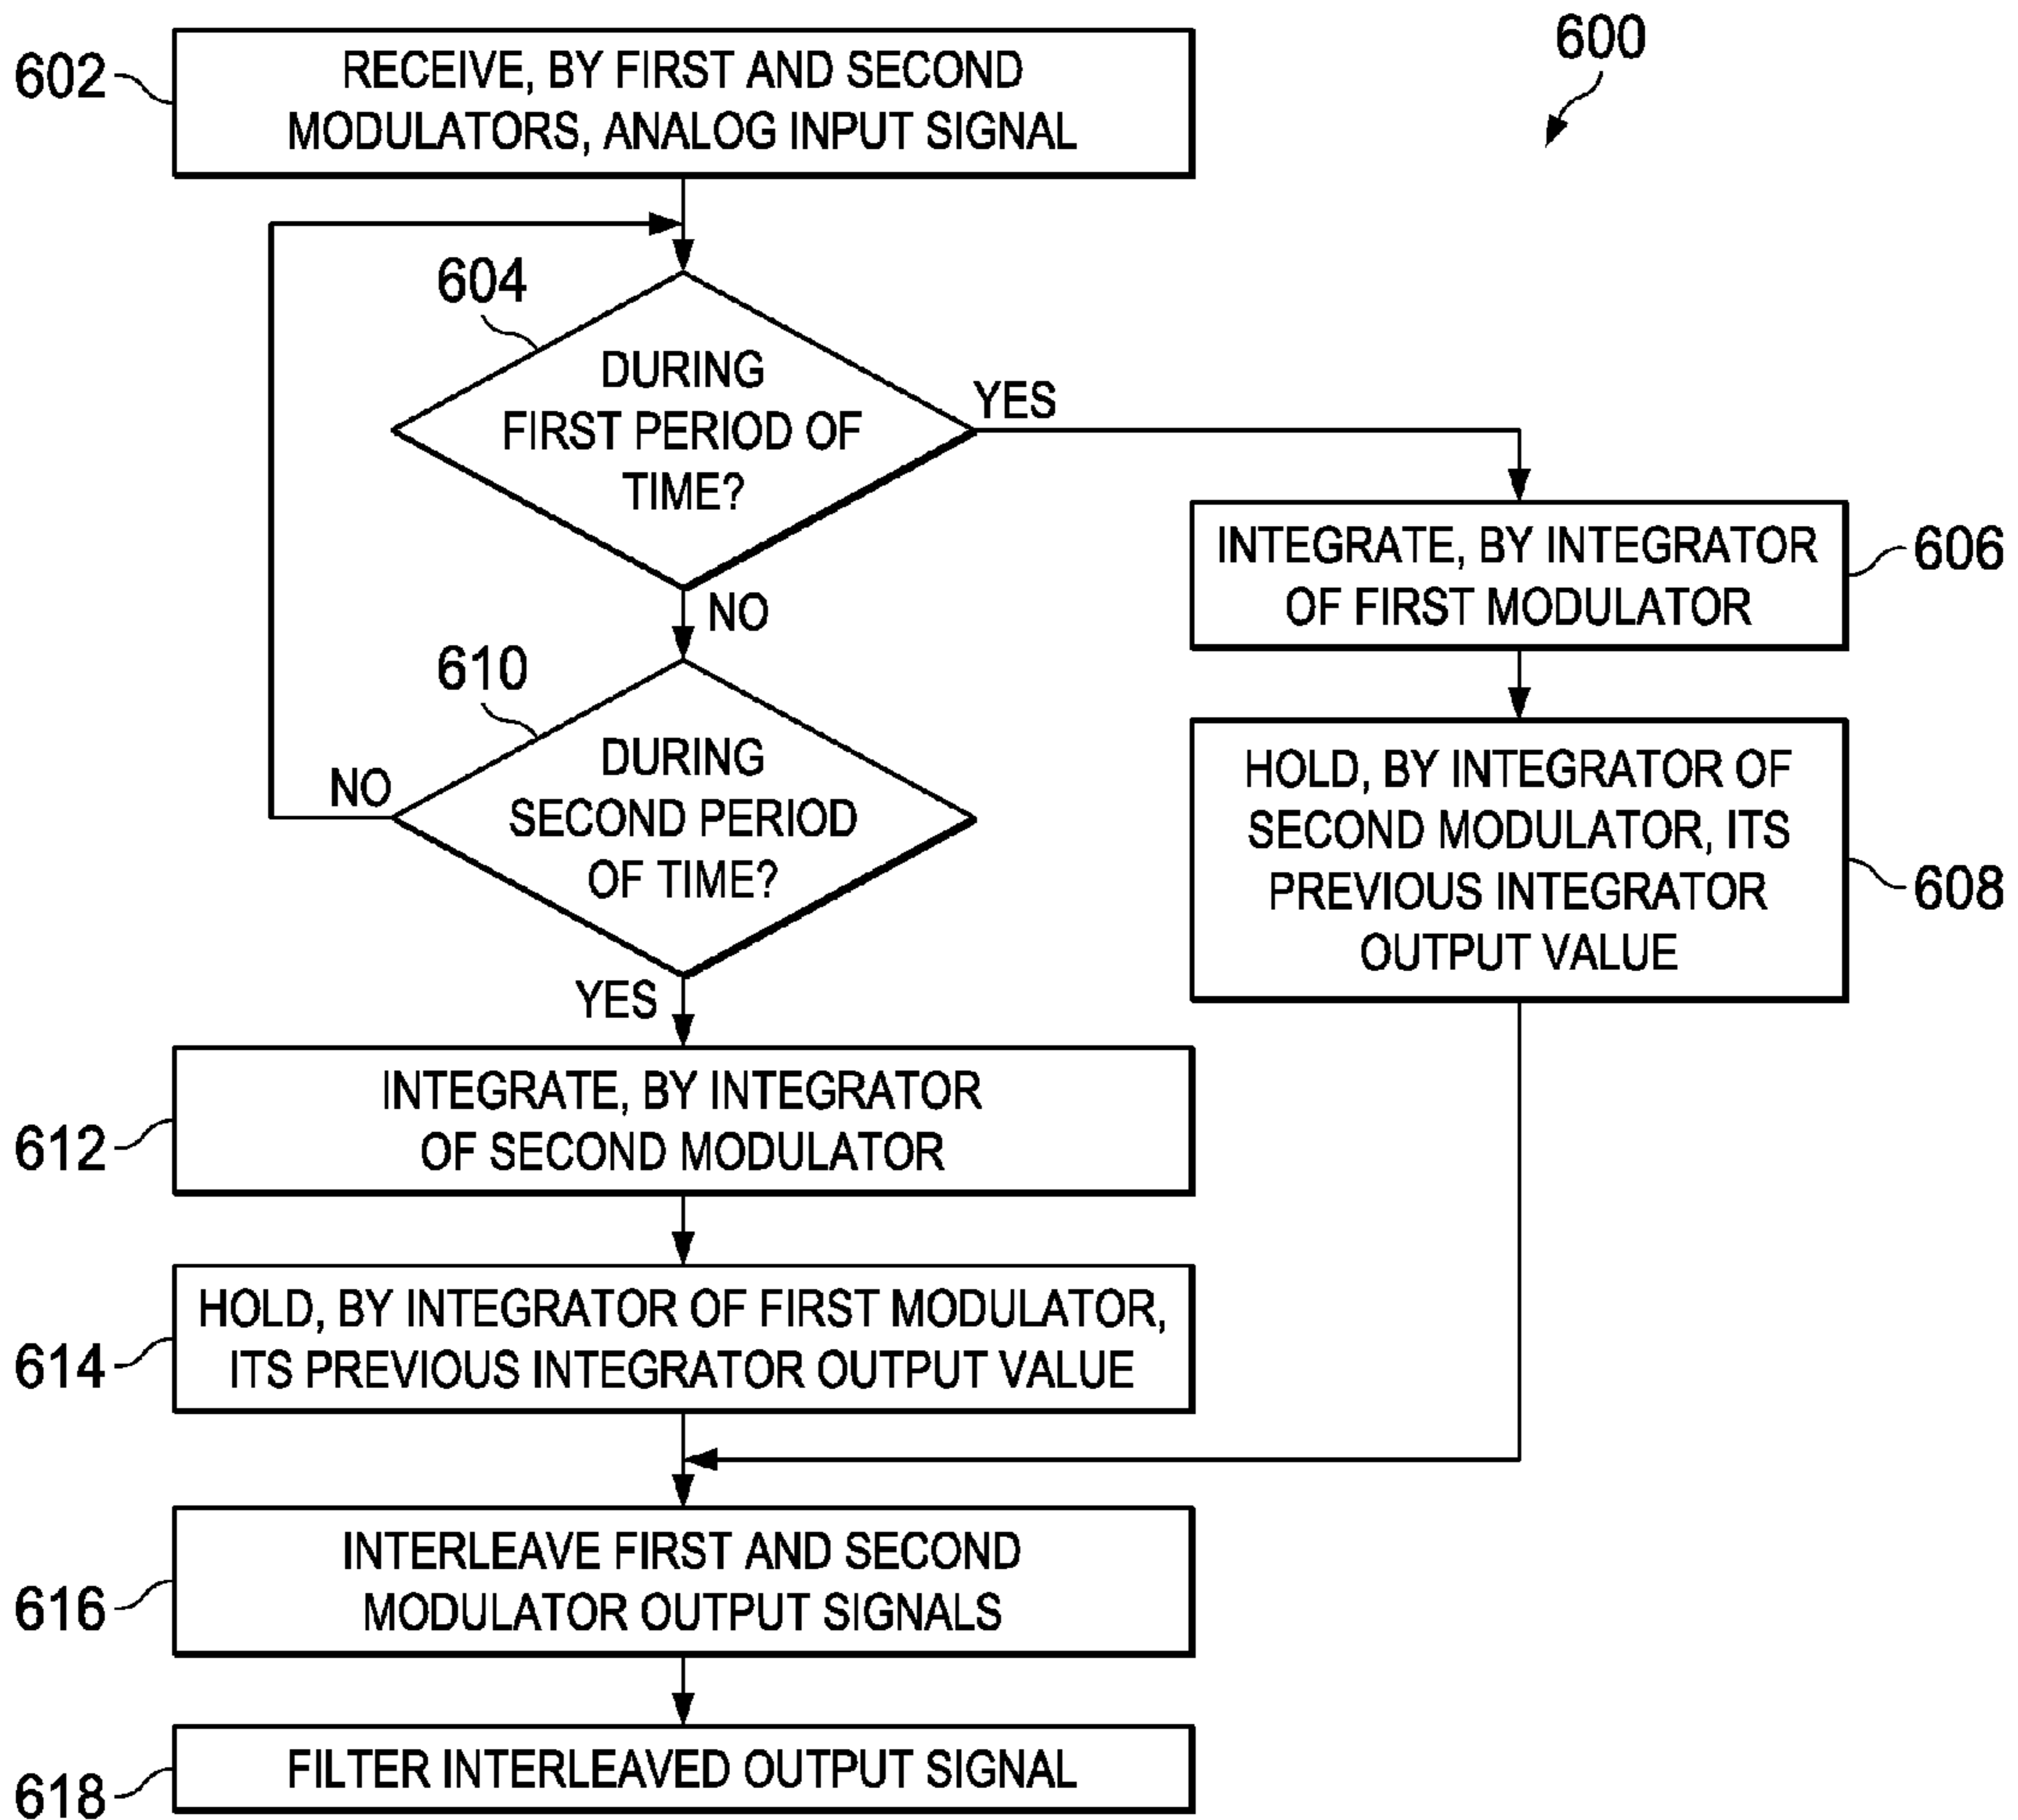 600
602
RECEIVE, BY FIRST AND SECOND
MODULATORS, ANALOG INPUT SIGNAL
604
DURING
FIRST PERIOD OF
TIME?
YES
NO
606
INTEGRATE, BY INTEGRATOR
OF FIRST MODULATOR
608
HOLD, BY INTEGRATOR OF
SECOND MODULATOR, ITS
PREVIOUS INTEGRATOR
OUTPUT VALUE
610
DURING
SECOND PERIOD
OF TIME?
NO
YES
612
INTEGRATE, BY INTEGRATOR
OF SECOND MODULATOR
614
HOLD, BY INTEGRATOR OF FIRST MODULATOR,
ITS PREVIOUS INTEGRATOR OUTPUT VALUE
616
INTERLEAVE FIRST AND SECOND
MODULATOR OUTPUT SIGNALS
618
FILTER INTERLEAVED OUTPUT SIGNAL